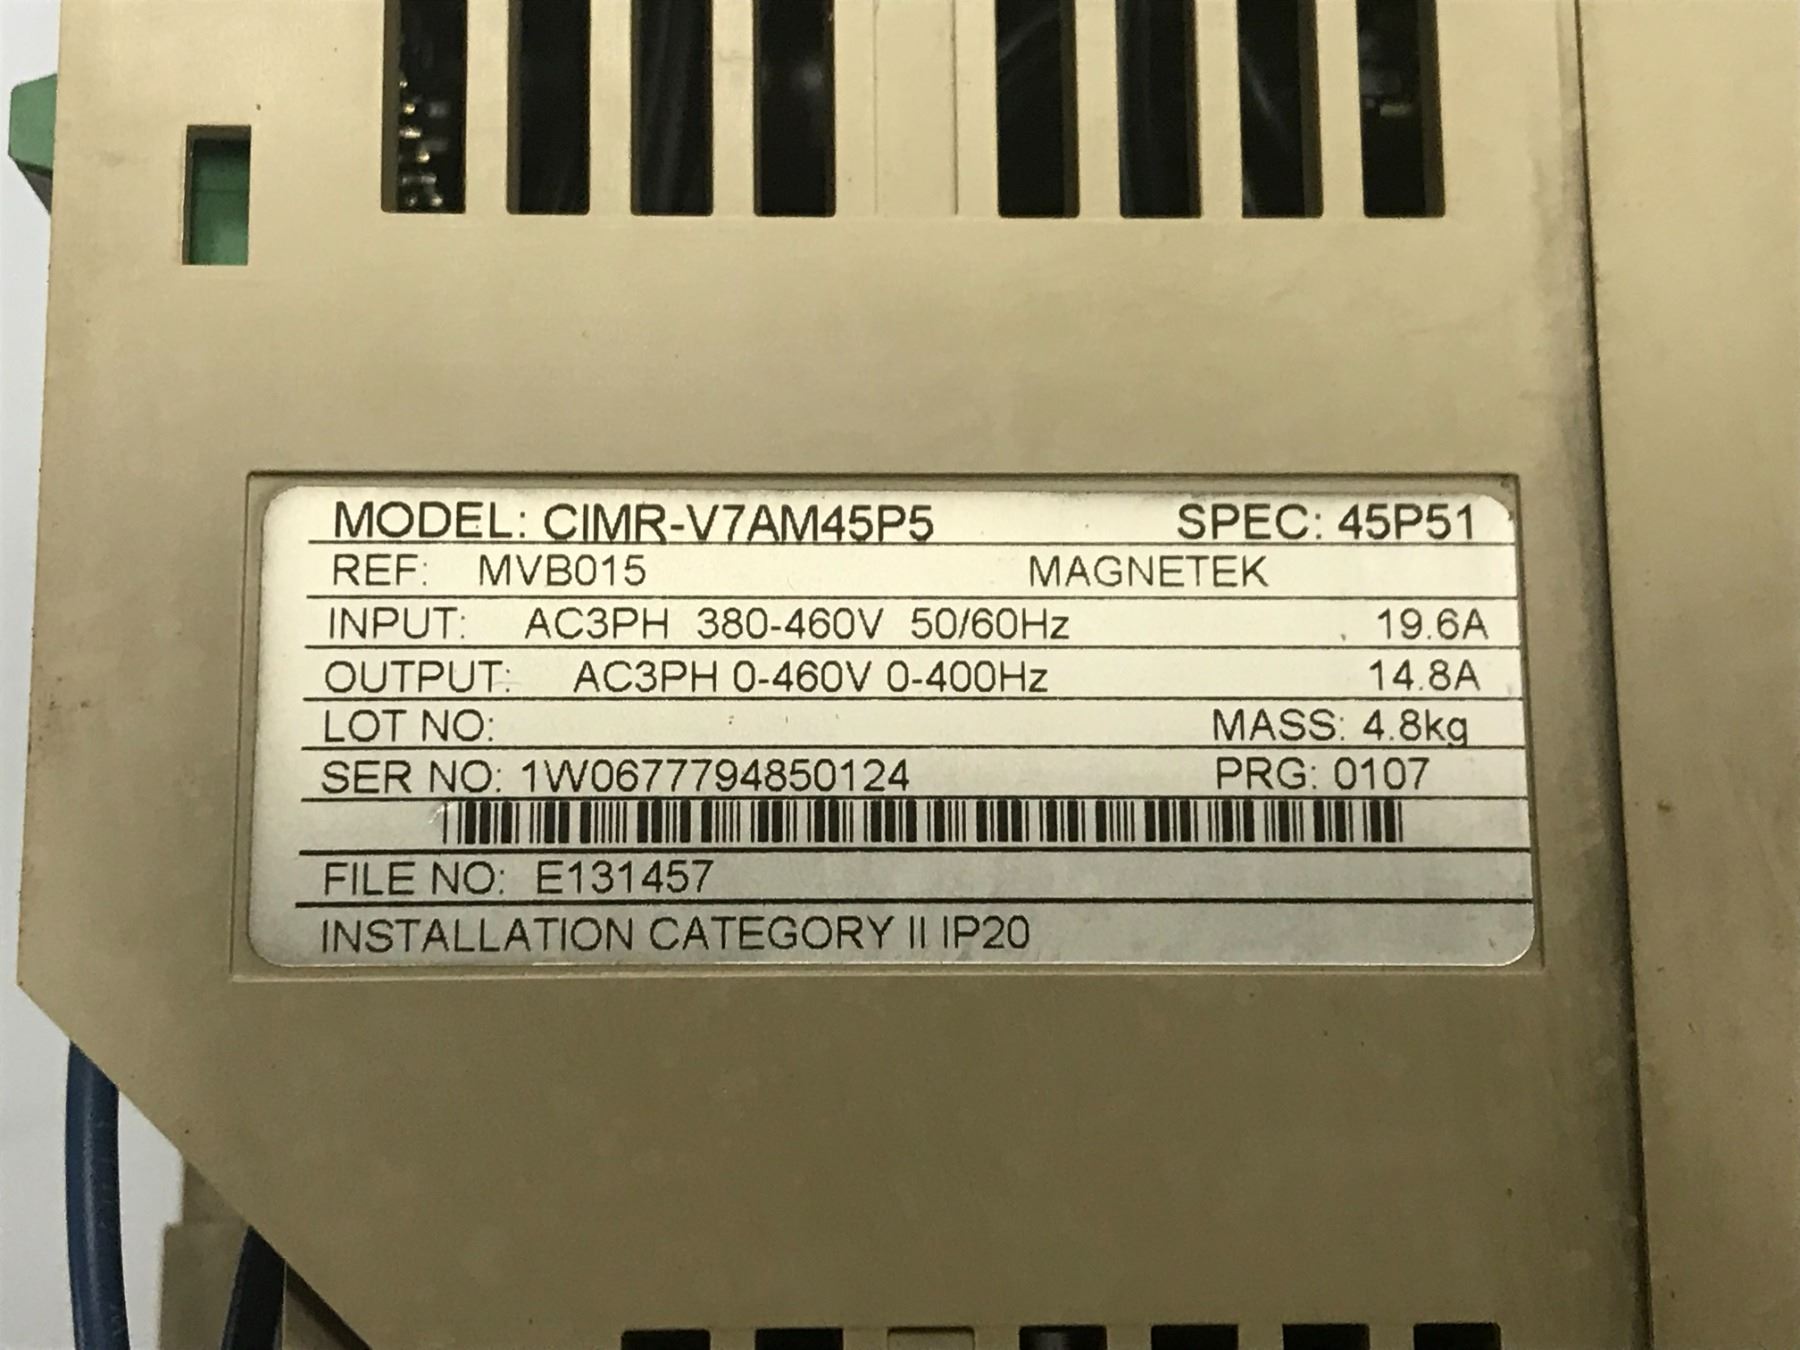 MODEL: CIMR-V7AM45P5 SPEC: 45P51
REF: MVB015 MAGNETEK
INPUT: AC3PH 380-460V 50/60Hz 19.6A
OUTPUT: AC3PH 0-460V 0-400Hz 14.8A
LOT NO: MASS: 4.8kg
SER NO: 1W0677794850124 PRG: 0107
FILE NO: E131457
INSTALLATION CATEGORY II IP20